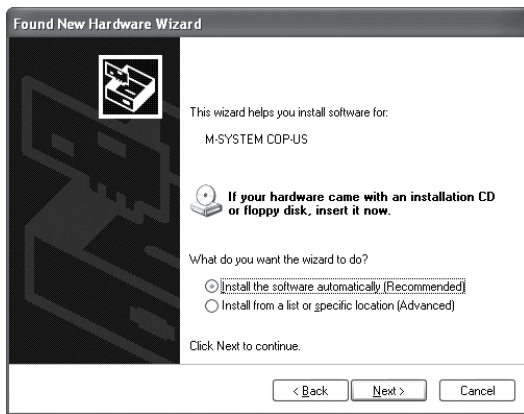 Found New Hardware Wizard
This wizard helps you install software for:
M-SYSTEM COP-US
If your hardware came with an installation CD
or floppy disk, insert it now.
What do you want the wizard to do?
Install the software automatically (Recommended)
Install from a list or specific location (Advanced)
Click Next to continue.
< Back
Next >
Cancel